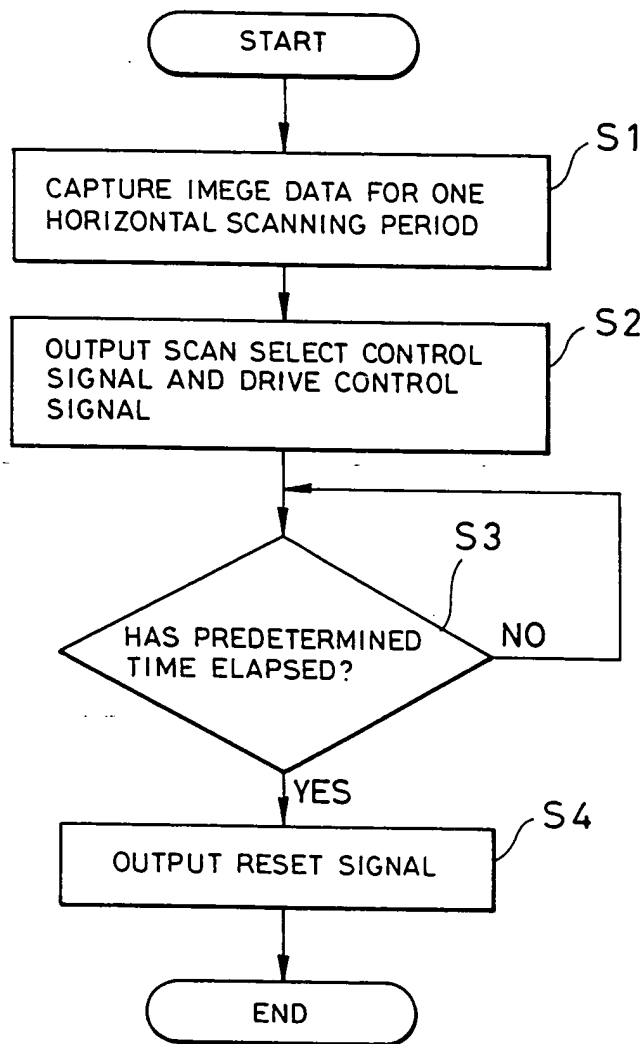 START
S1
CAPTURE IMEGE DATA FOR ONE
HORIZONTAL SCANNING PERIOD
S2
OUTPUT SCAN SELECT CONTROL
SIGNAL AND DRIVE CONTROL
SIGNAL
S3
HAS PREDETERMINED
TIME ELAPSED?
NO
YES
S4
OUTPUT RESET SIGNAL
END